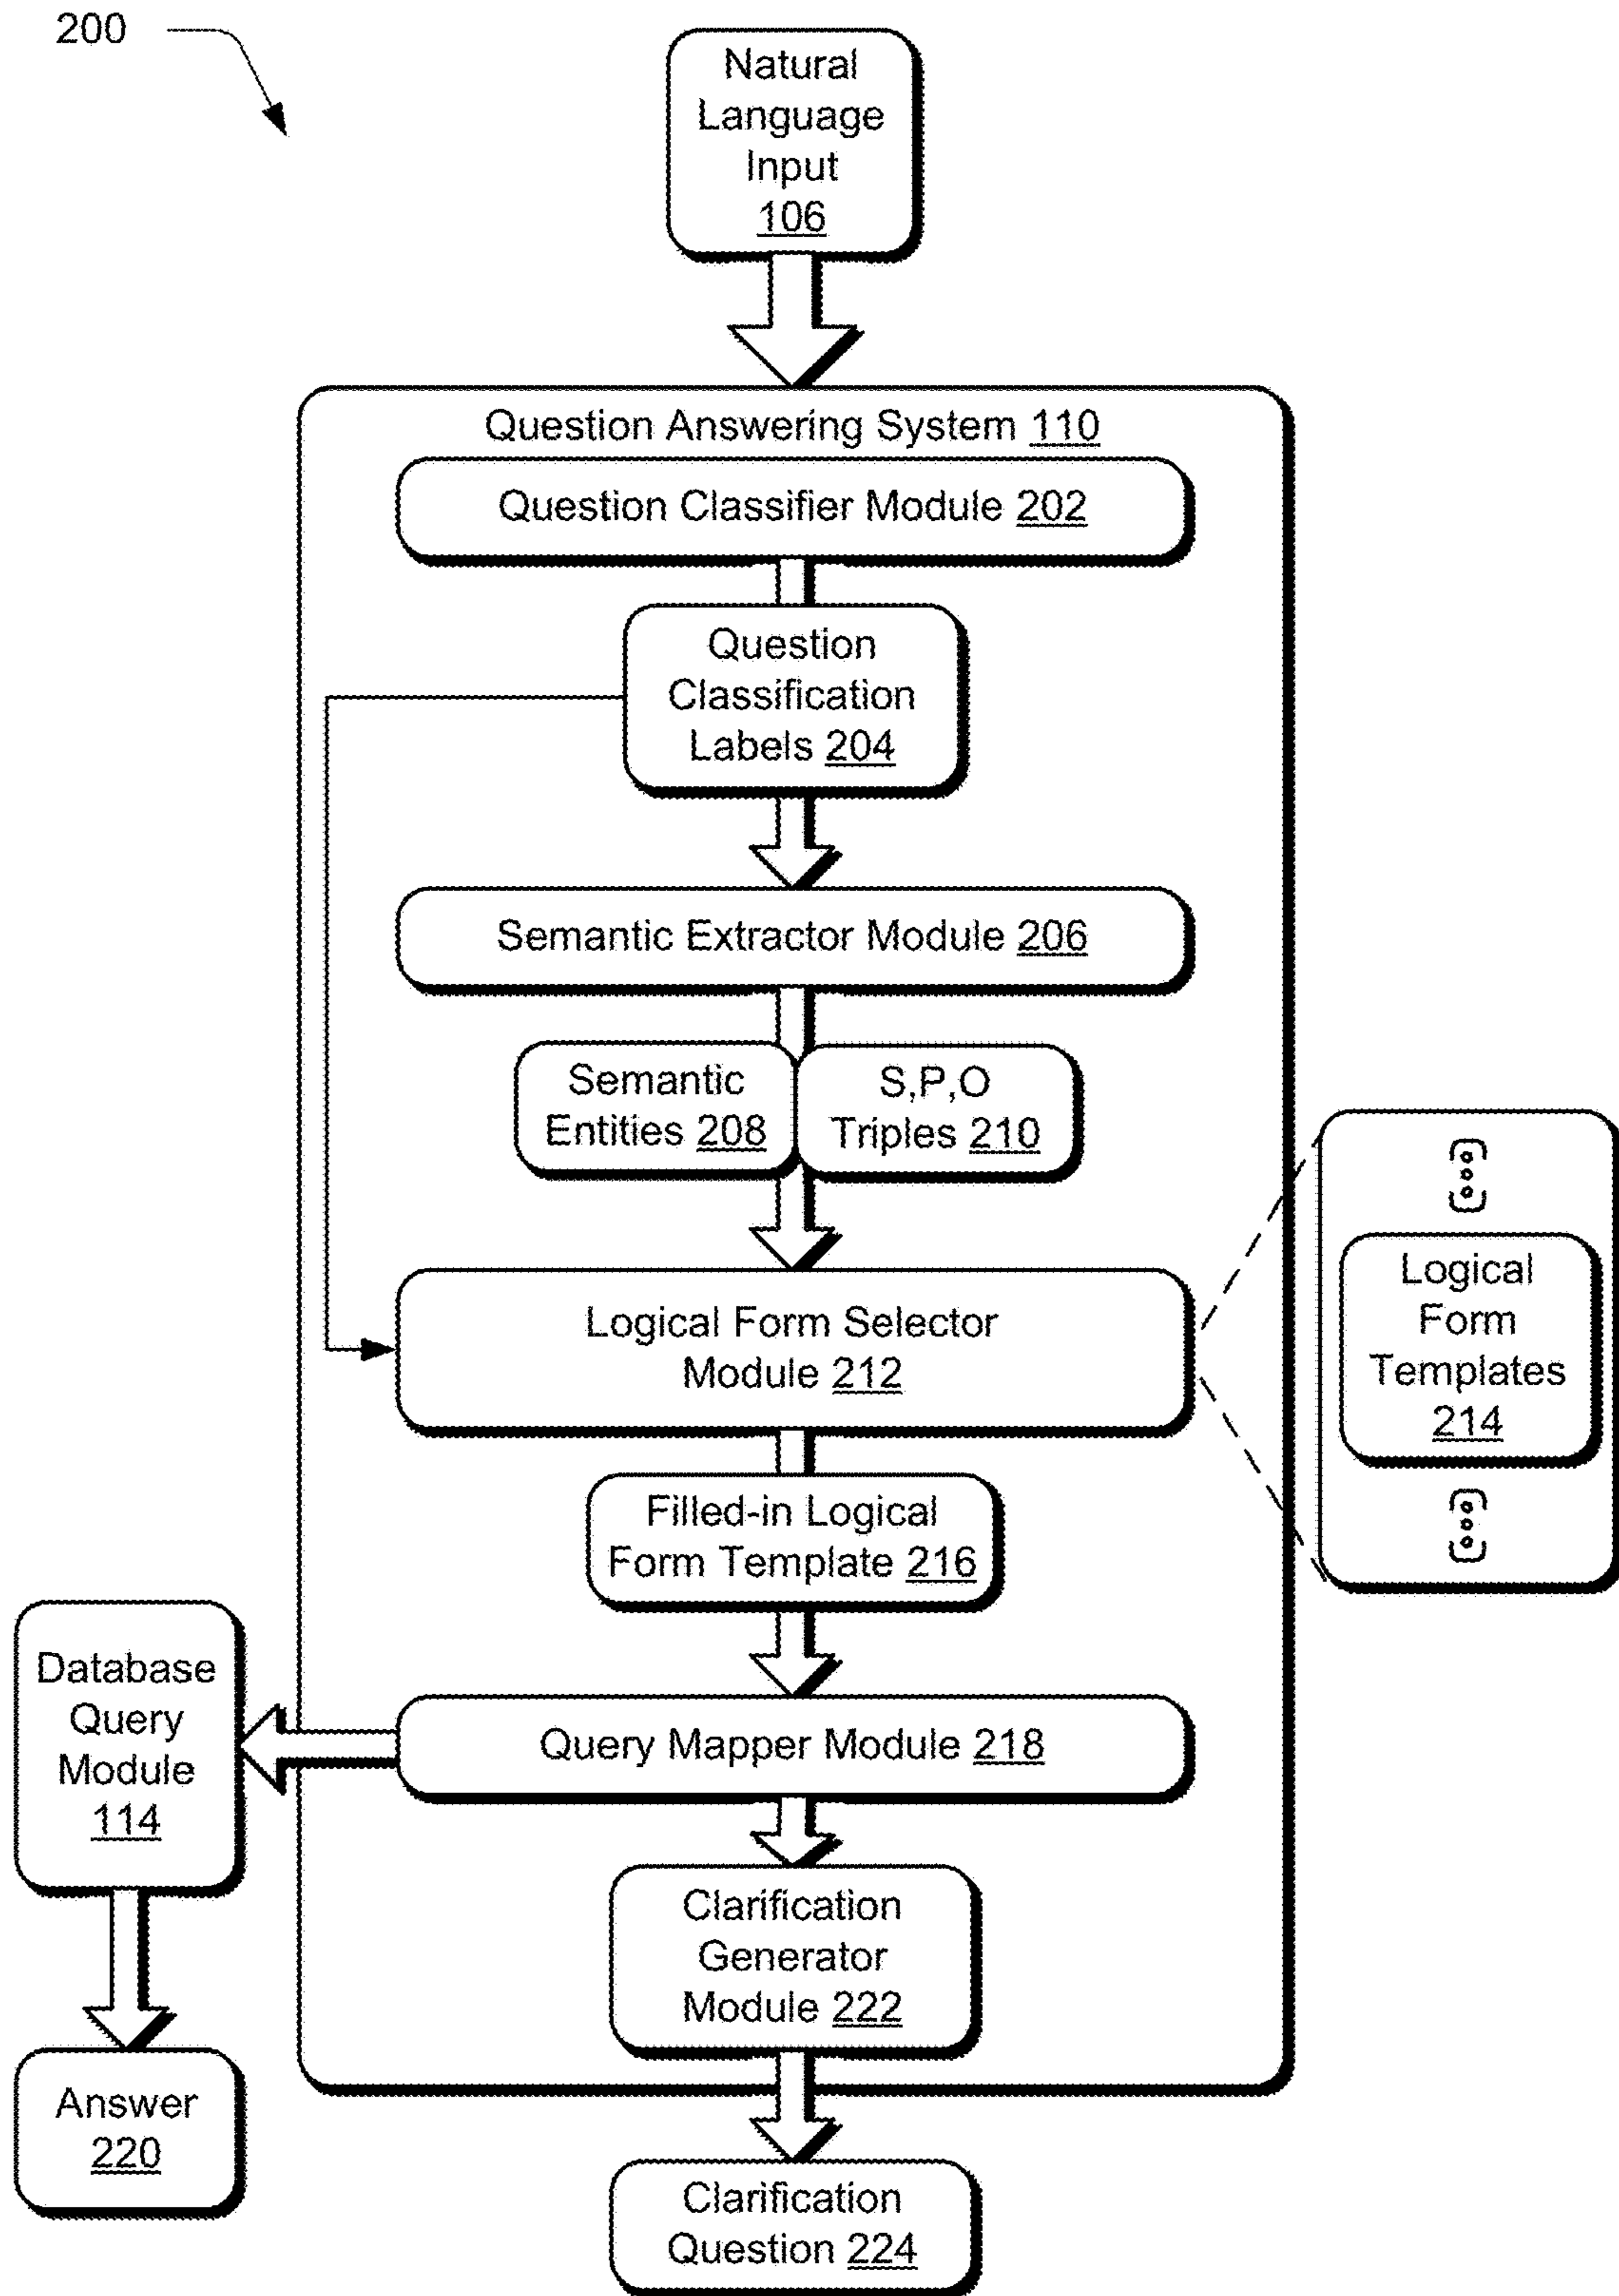 200
Natural
Language
Input
106
Question Answering System 110
Question Classifier Module 202
Question
Classification
Labels 204
Semantic Extractor Module 206
Semantic
Entities 208
S,P,O
Triples 210
Logical Form Selector
Module 212
Logical
Form
Templates
214
Filled-in Logical
Form Template 216
Database
Query
Module
114
Query Mapper Module 218
Clarification
Generator
Module 222
Answer
220
Clarification
Question 224